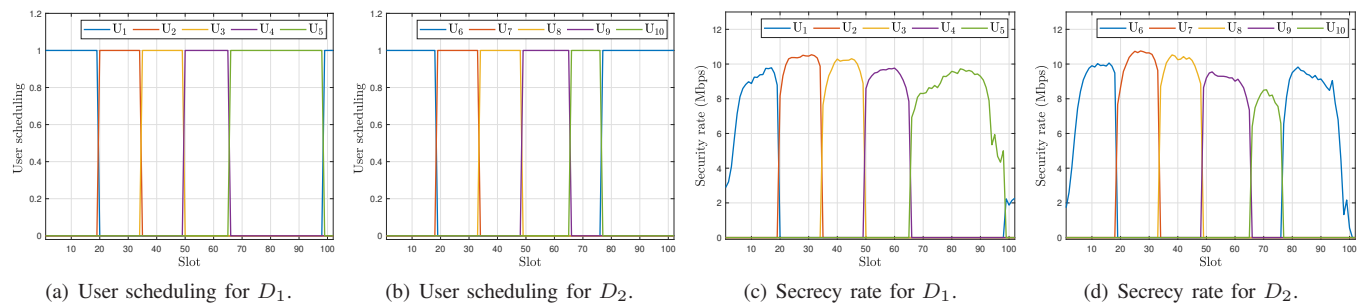 U1 U2 U3 U4 U5
User scheduling
1.2
1
0.8
0.6
0.4
0.2
0
10 20 30 40 50 60 70 80 90 100
Slot
(a) User scheduling for D1.
U6 U7 U8 U9 U10
User scheduling
1.2
1
0.8
0.6
0.4
0.2
0
10 20 30 40 50 60 70 80 90 100
Slot
(b) User scheduling for D2.
U1 U2 U3 U4 U5
Security rate (Mbps)
12
10
8
6
4
2
0
10 20 30 40 50 60 70 80 90 100
Slot
(c) Secrecy rate for D1.
U6 U7 U8 U9 U10
Security rate (Mbps)
12
10
8
6
4
2
0
10 20 30 40 50 60 70 80 90 100
Slot
(d) Secrecy rate for D2.